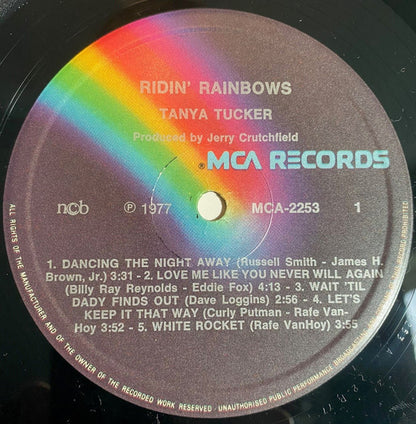 RIDIN' RAINBOWS
TANYA TUCKER
Produced by Jerry Crutchfield
® MCA RECORDS
ncb
Ⓟ 1977
MCA-2253
1
1. DANCING THE NIGHT AWAY (Russell Smith - James H.
Brown, Jr.) 3:31 - 2. LOVE ME LIKE YOU NEVER WILL AGAIN
(Billy Ray Reynolds - Eddie Fox) 4:13 - 3. WAIT 'TIL
DADY FINDS OUT (Dave Loggins) 2:56 - 4. LET'S
KEEP IT THAT WAY (Curly Putman - Rafe Van-
Hoy) 3:52 - 5. WHITE ROCKET (Rafe VanHoy) 3:55
ALL RIGHTS OF THE MANUFACTURER AND OF THE OWNER OF THE RECORDED WORK RESERVED / UNAUTHORISED PUBLIC PERFORMANCE BROADCASTING
PROHIBITED